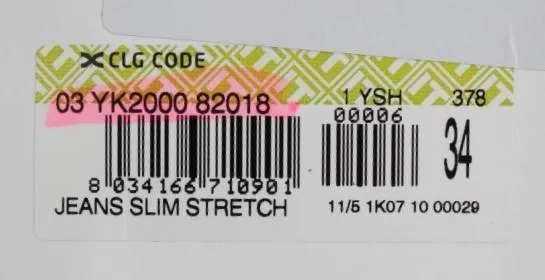 CLG CODE
03 YK2000 82018 1 YSH 378
00006
34
8 034166 710901
JEANS SLIM STRETCH 11/5 1K07 10 00029